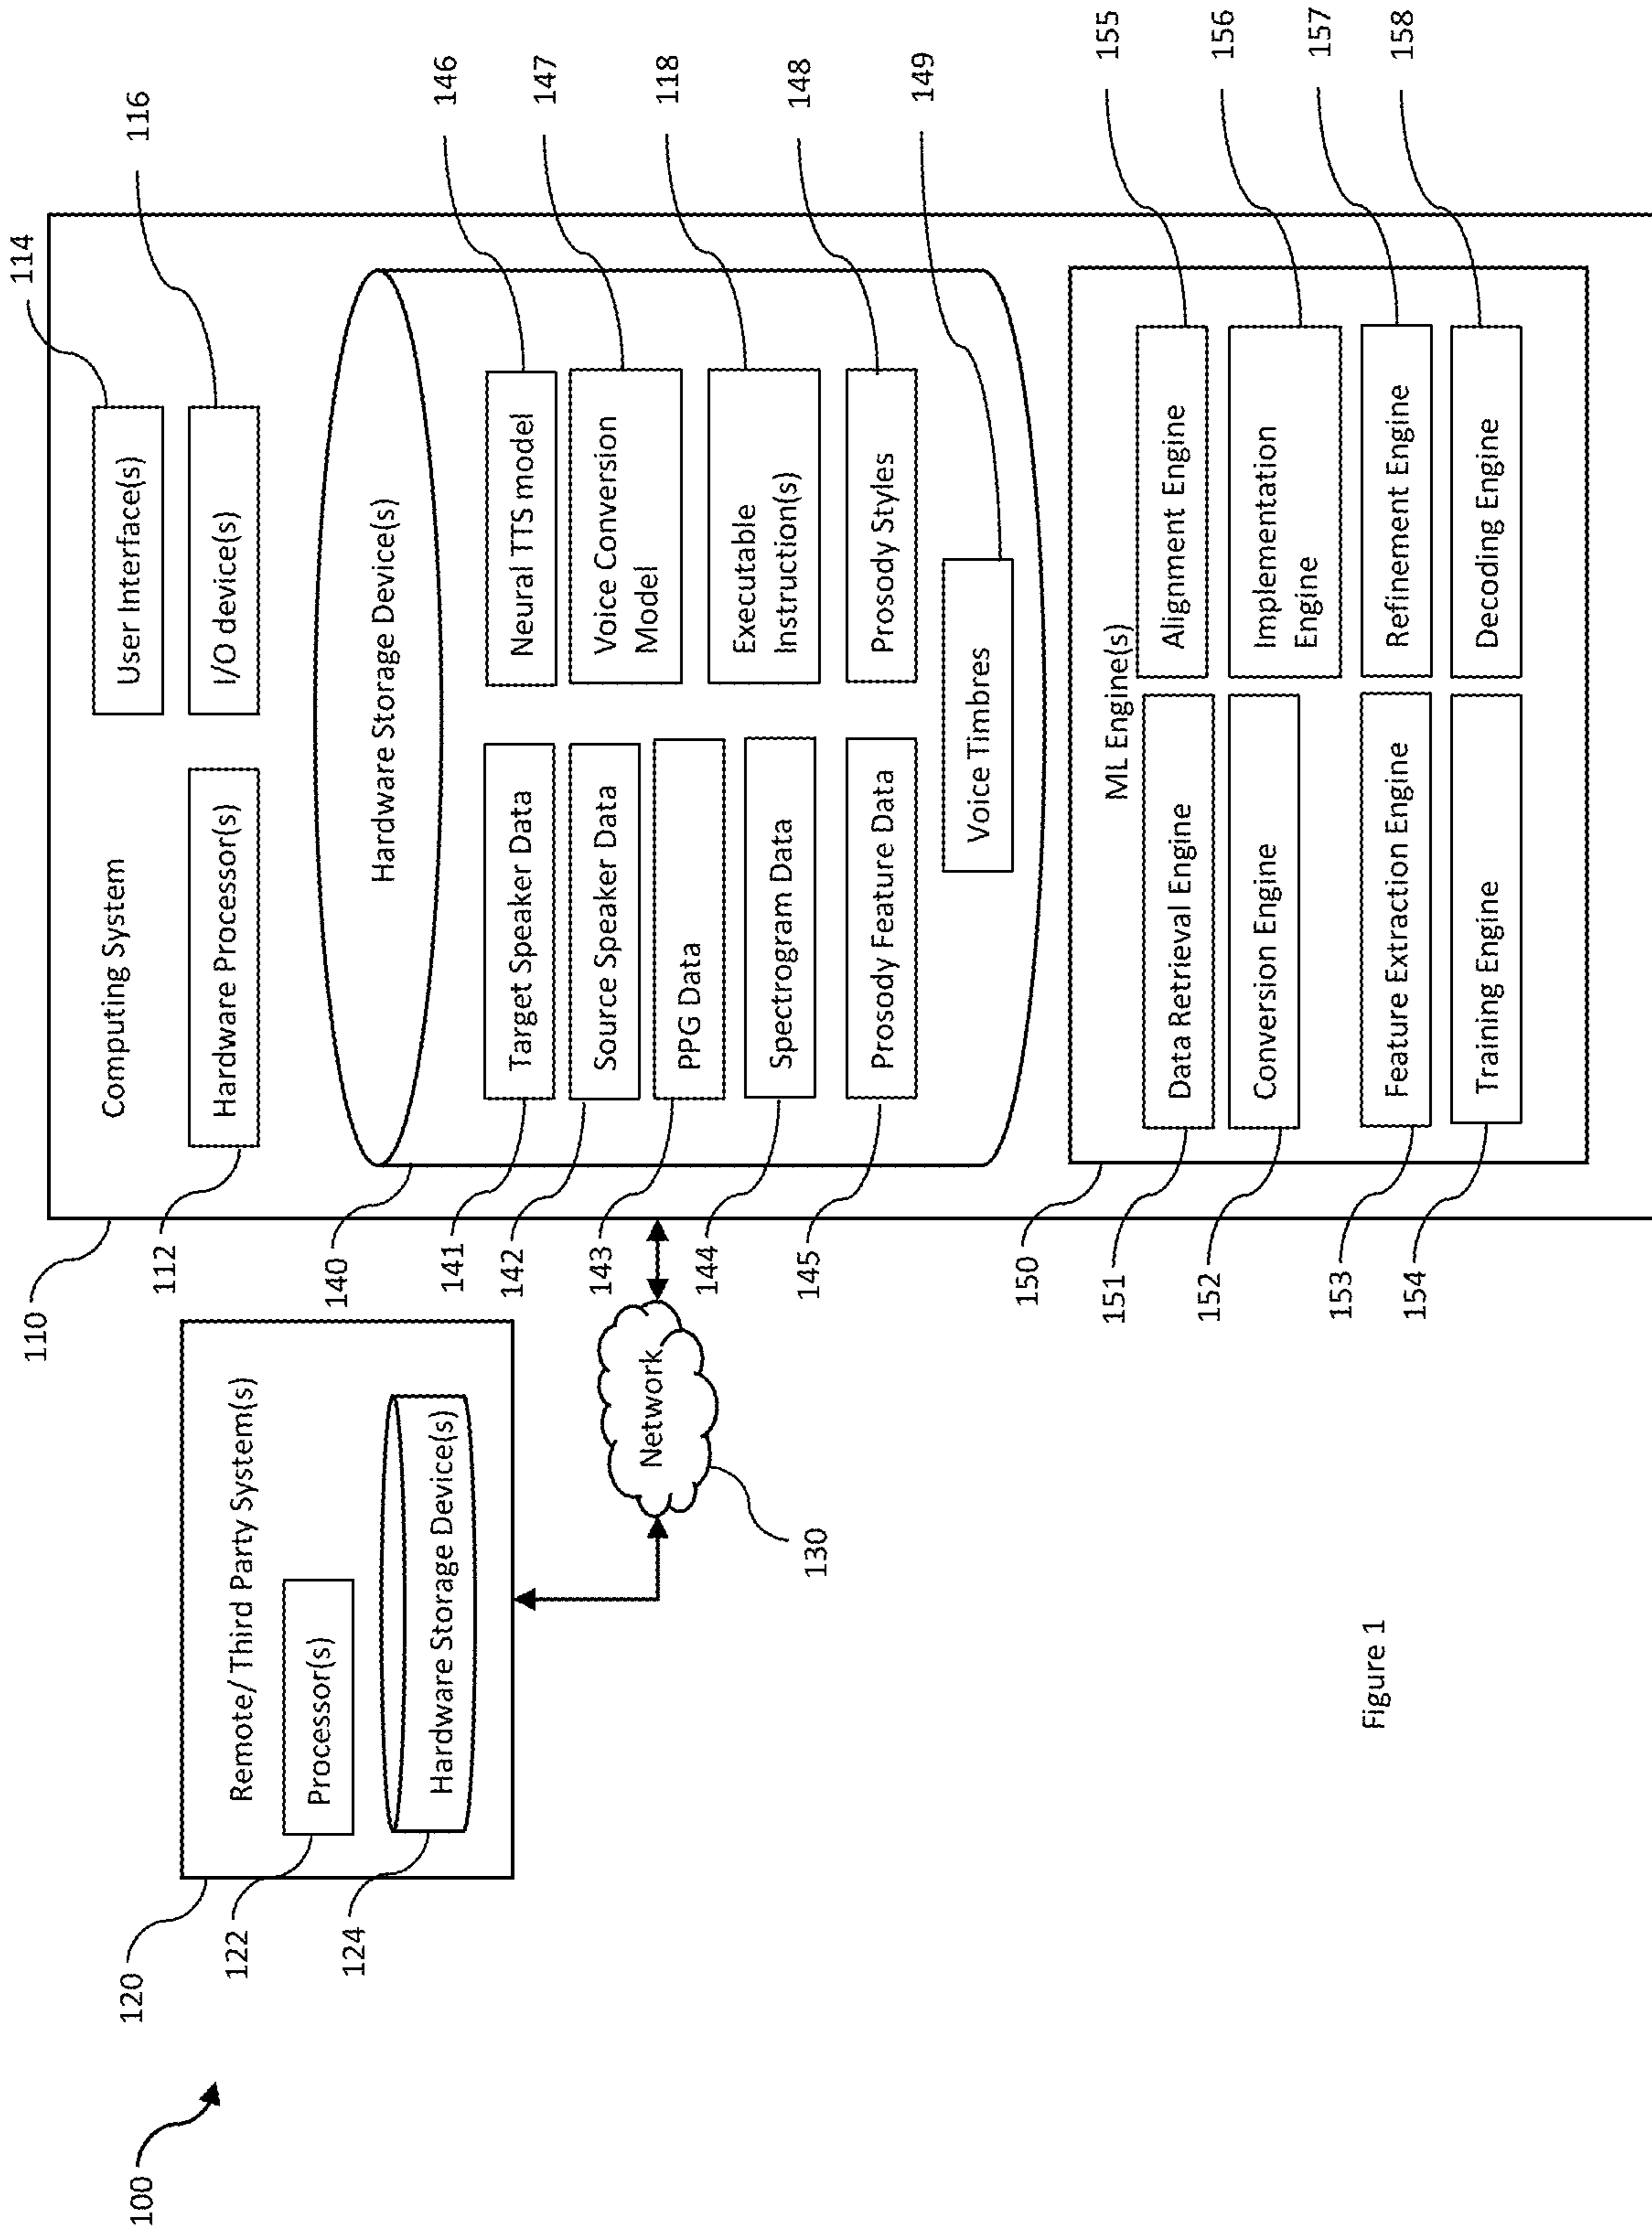 100
120
122
124
Remote/ Third Party System(s)
Processor(s)
Hardware Storage Device(s)
Network
130
110
112
Computing System
Hardware Processor(s)
User Interface(s)
114
I/O device(s)
116
140
Hardware Storage Device(s)
141
Target Speaker Data
142
Source Speaker Data
143
PPG Data
144
Spectrogram Data
145
Prosody Feature Data
Neural TTS model
146
Voice Conversion
Model
147
Executable
Instruction(s)
118
Prosody Styles
148
Voice Timbres
149
150
ML Engine(s)
151
Data Retrieval Engine
152
Conversion Engine
153
Feature Extraction Engine
154
Training Engine
Alignment Engine
155
Implementation
Engine
156
Refinement Engine
157
Decoding Engine
158
Figure 1